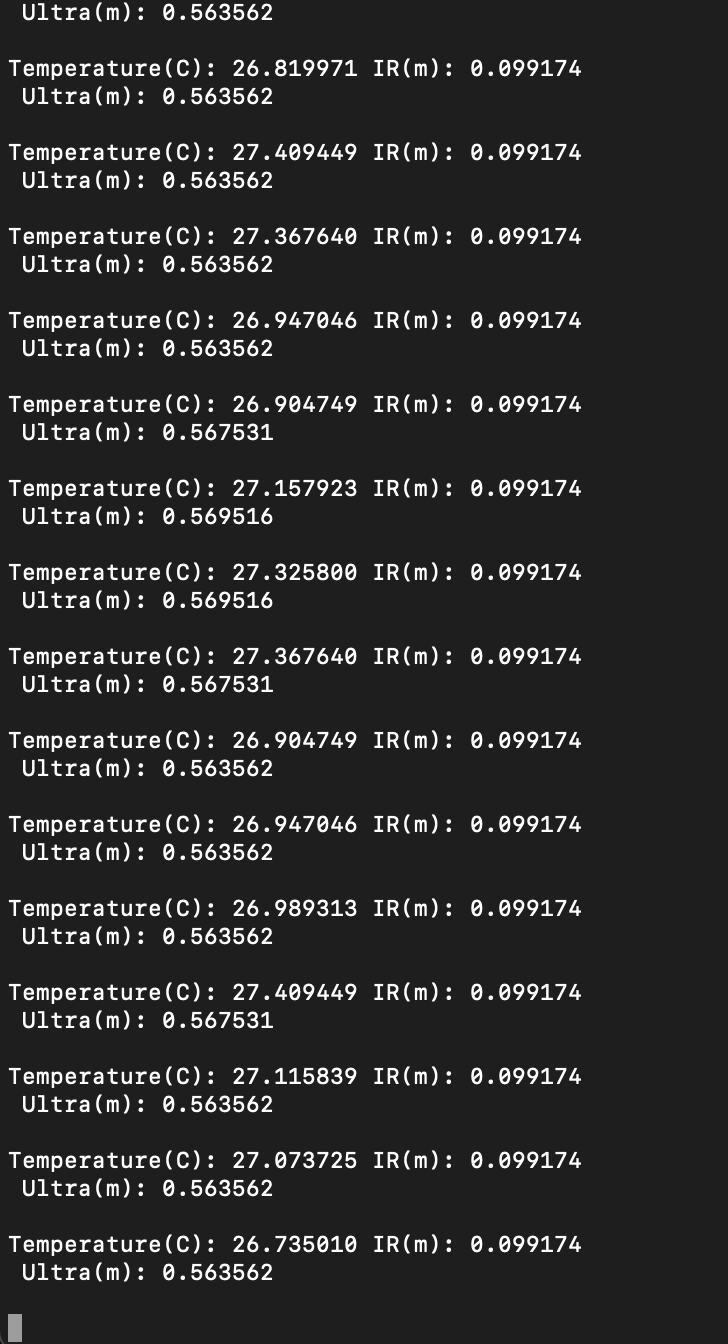 Ultra(m): 0.563562
Temperature(C): 26.819971 IR(m): 0.099174
Ultra(m): 0.563562
Temperature(C): 27.409449 IR(m): 0.099174
Ultra(m): 0.563562
Temperature(C): 27.367640 IR(m): 0.099174
Ultra(m): 0.563562
Temperature(C): 26.947046 IR(m): 0.099174
Ultra(m): 0.563562
Temperature(C): 26.904749 IR(m): 0.099174
Ultra(m): 0.567531
Temperature(C): 27.157923 IR(m): 0.099174
Ultra(m): 0.569516
Temperature(C): 27.325800 IR(m): 0.099174
Ultra(m): 0.569516
Temperature(C): 27.367640 IR(m): 0.099174
Ultra(m): 0.567531
Temperature(C): 26.904749 IR(m): 0.099174
Ultra(m): 0.563562
Temperature(C): 26.947046 IR(m): 0.099174
Ultra(m): 0.563562
Temperature(C): 26.989313 IR(m): 0.099174
Ultra(m): 0.563562
Temperature(C): 27.409449 IR(m): 0.099174
Ultra(m): 0.567531
Temperature(C): 27.115839 IR(m): 0.099174
Ultra(m): 0.563562
Temperature(C): 27.073725 IR(m): 0.099174
Ultra(m): 0.563562
Temperature(C): 26.735010 IR(m): 0.099174
Ultra(m): 0.563562